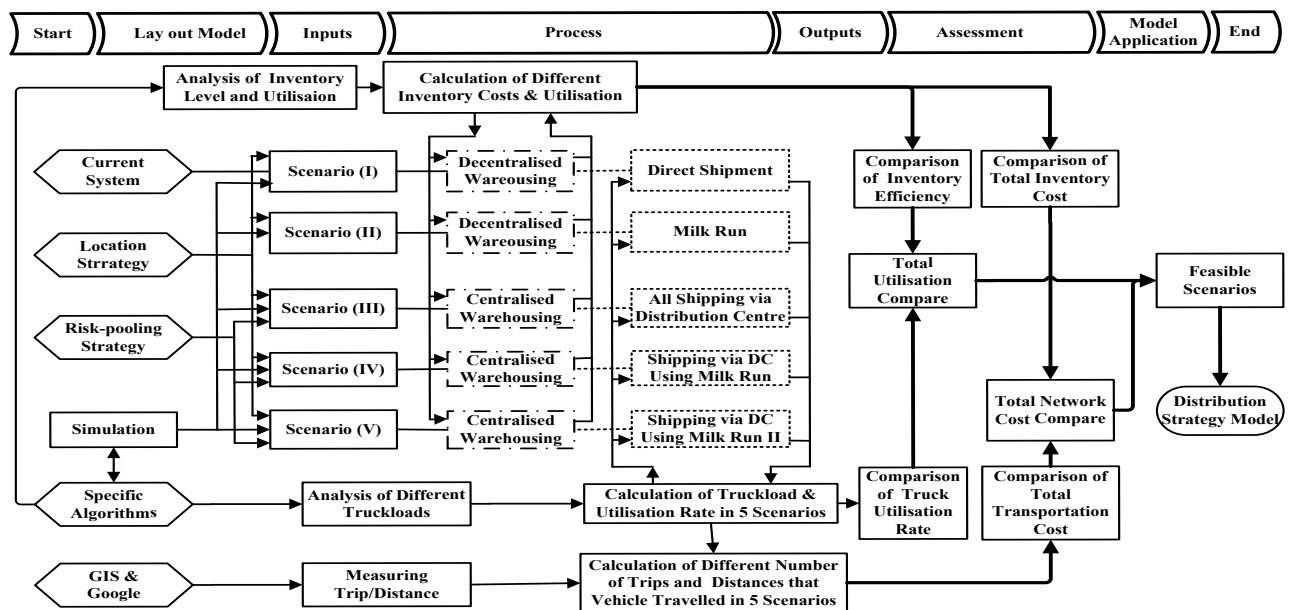 Start
Lay out Model
Inputs
Process
Outputs
Assessment
Model
Application
End
Analysis of Inventory
Level and Utilisaion
Calculation of Different
Inventory Costs & Utilisation
Current
System
Scenario (I)
Decentralised
Wareousing
Direct Shipment
Comparison
of Inventory
Efficiency
Comparison of
Total Inventory
Cost
Location
Strrategy
Scenario (II)
Decentralised
Wareousing
Milk Run
Total
Utilisation
Compare
Feasible
Scenarios
Risk-pooling
Strategy
Scenario (III)
Centralised
Warehousing
All Shipping via
Distribution Centre
Scenario (IV)
Centralised
Warehousing
Shipping via DC
Using Milk Run
Total Network
Cost Compare
Distribution
Strategy Model
Simulation
Scenario (V)
Centralised
Warehousing
Shipping via DC
Using Milk Run II
Specific
Algorithms
Analysis of Different
Truckloads
Calculation of Truckload &
Utilisation Rate in 5 Scenarios
Comparison
of Truck
Utilisation
Rate
Comparison of
Total
Transportation
Cost
GIS &
Google
Measuring
Trip/Distance
Calculation of Different Number
of Trips and Distances that
Vehicle Travelled in 5 Scenarios